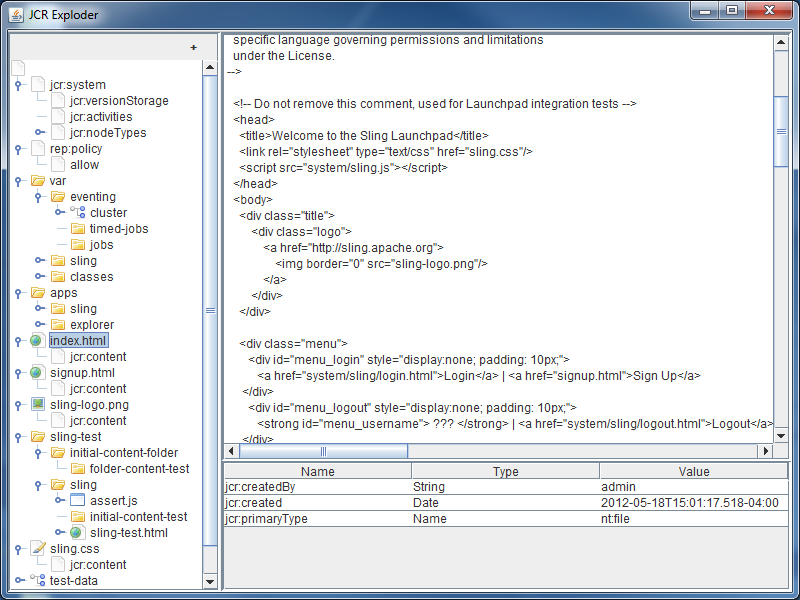 JCR Exploder
+
jcr:system
jcr:versionStorage
jcr:activities
jcr:nodeTypes
rep:policy
allow
var
eventing
cluster
timed-jobs
jobs
sling
classes
apps
sling
explorer
index.html
jcr:content
signup.html
jcr:content
sling-logo.png
jcr:content
sling-test
initial-content-folder
folder-content-test
sling
assert.js
initial-content-test
sling-test.html
sling.css
jcr:content
test-data
specific language governing permissions and limitations
under the License.
-->
<!-- Do not remove this comment, used for Launchpad integration tests -->
<head>
<title>Welcome to the Sling Launchpad</title>
<link rel="stylesheet" type="text/css" href="sling.css"/>
<script src="system/sling.js"></script>
</head>
<body>
<div class="title">
<div class="logo">
<a href="http://sling.apache.org">
<img border="0" src="sling-logo.png"/>
</a>
</div>
</div>
<div class="menu">
<div id="menu_login" style="display:none; padding: 10px;">
<a href="system/sling/login.html">Login</a> | <a href="signup.html">Sign Up</a>
</div>
<div id="menu_logout" style="display:none; padding: 10px;">
<strong id="menu_username"> ??? </strong> | <a href="system/sling/logout.html">Logout</a>
</div>
Name Type Value
jcr:createdBy String admin
jcr:created Date 2012-05-18T15:01:17.518-04:00
jcr:primaryType Name nt:file